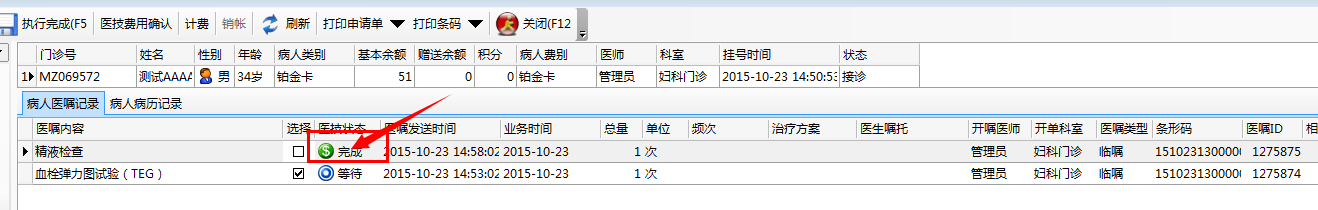 执行完成(F5 医技费用确认 计费 销帐 刷新 打印申请单 打印条码 关闭(F12
门诊号 姓名 性别 年龄 病人类别 基本余额 赠送余额 积分 病人费别 医师 科室 挂号时间 状态
1 MZ069572 测试AAAA 男 34岁 铂金卡 51 0 0 铂金卡 管理员 妇科门诊 2015-10-23 14:50:53 接诊
病人医嘱记录 病人病历记录
医嘱内容 选择 医技状态 医嘱发送时间 业务时间 总量 单位 频次 治疗方案 医生嘱托 开嘱医师 开单科室 医嘱类型 条形码 医嘱ID 相
精液检查 完成 2015-10-23 14:58:02 2015-10-23 1 次 管理员 妇科门诊 临嘱 1510231300000 1275875
血栓弹力图试验（TEG） 等待 2015-10-23 14:53:02 2015-10-23 1 次 管理员 妇科门诊 临嘱 1510231300000 1275874